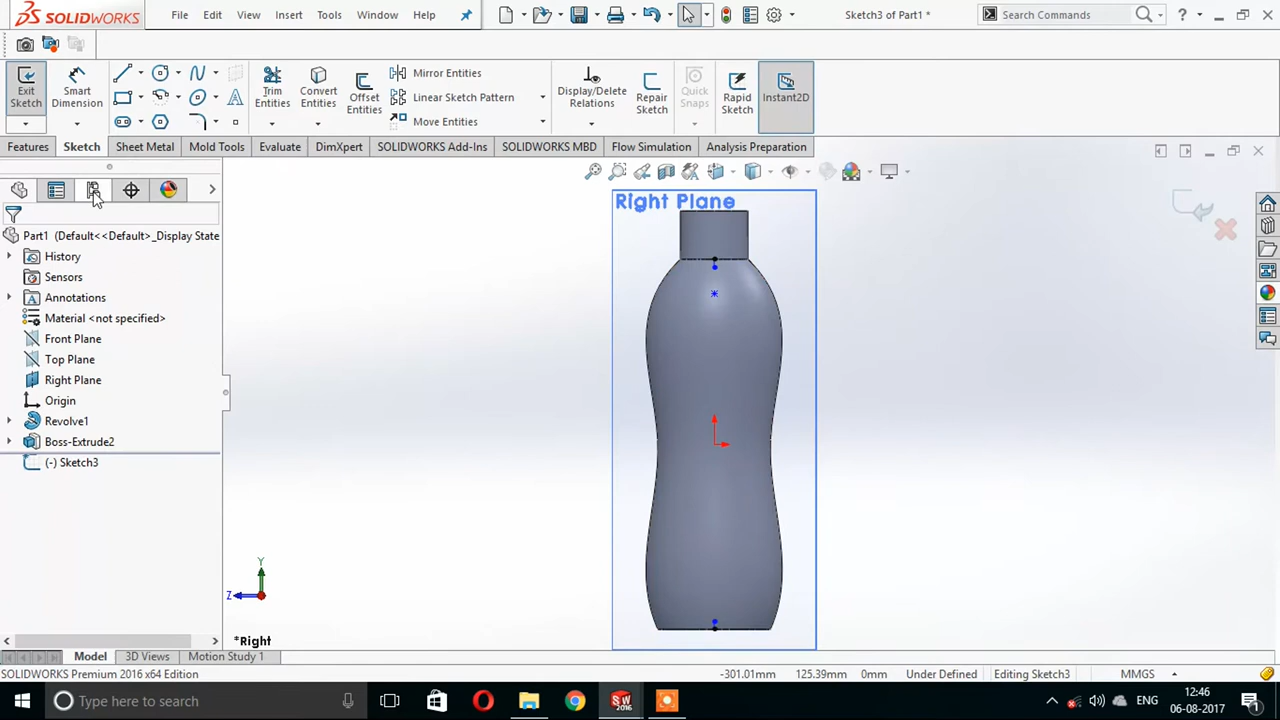 SOLIDWORKS
File
Edit
View
Insert
Tools
Window
Help
Sketch3 of Part1 *
Search Commands
?
Exit Sketch
Smart Dimension
Trim Entities
Convert Entities
Offset Entities
Mirror Entities
Linear Sketch Pattern
Move Entities
Display/Delete Relations
Repair Sketch
Quick Snaps
Rapid Sketch
Instant2D
Features
Sketch
Sheet Metal
Mold Tools
Evaluate
DimXpert
SOLIDWORKS Add-Ins
SOLIDWORKS MBD
Flow Simulation
Analysis Preparation
Part1 (Default<<Default>_Display State
History
Sensors
Annotations
Material <not specified>
Front Plane
Top Plane
Right Plane
Origin
Revolve1
Boss-Extrude2
(-) Sketch3
Right Plane
Y
Z
*Right
Model
3D Views
Motion Study 1
SOLIDWORKS Premium 2016 x64 Edition
-301.01mm
125.39mm
0mm
Under Defined
Editing Sketch3
MMGS
Type here to search
SW
2016
ENG
12:46
06-08-2017
1